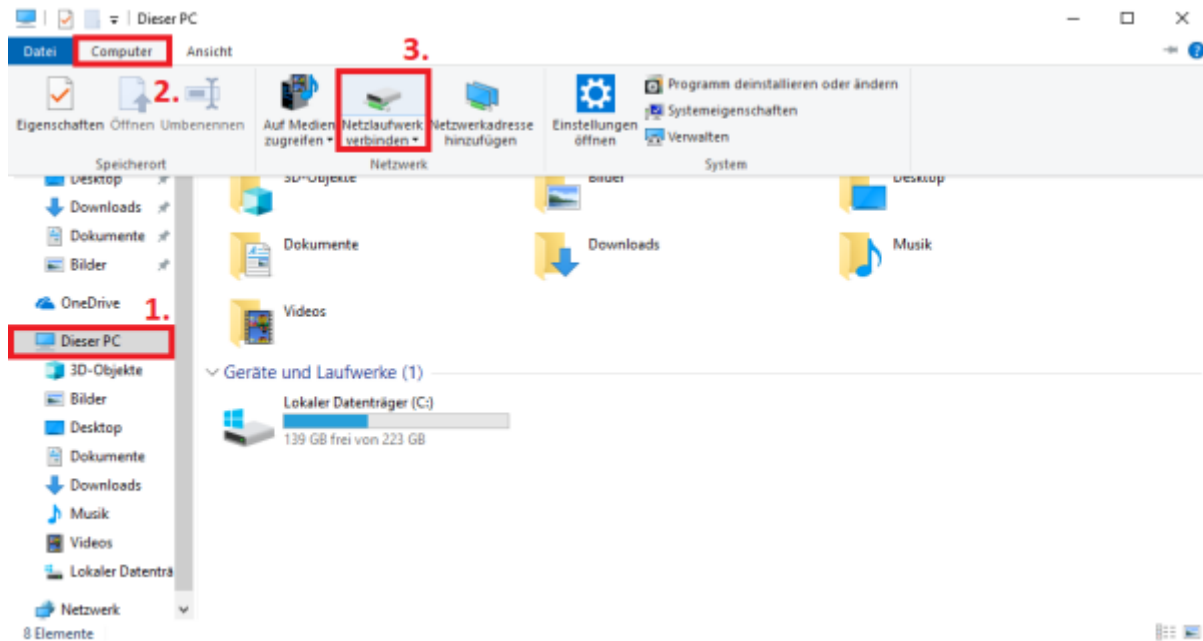 Dieser PC
Datei Computer Ansicht
3.
2.
Eigenschaften Öffnen Umbenennen
Speicherort
Auf Medien zugreifen
Netzlaufwerk verbinden
Netzwerkadresse hinzufügen
Netzwerk
Einstellungen öffnen
Programm deinstallieren oder ändern
Systemeigenschaften
Verwalten
System
Desktop
Downloads
Dokumente
Bilder
OneDrive
1.
Dieser PC
3D-Objekte
Bilder
Desktop
Dokumente
Downloads
Musik
Videos
Lokaler Datenträ
Netzwerk
8 Elemente
3D-Objekte
Bilder
Desktop
Dokumente
Downloads
Musik
Videos
Geräte und Laufwerke (1)
Lokaler Datenträger (C:)
139 GB frei von 223 GB